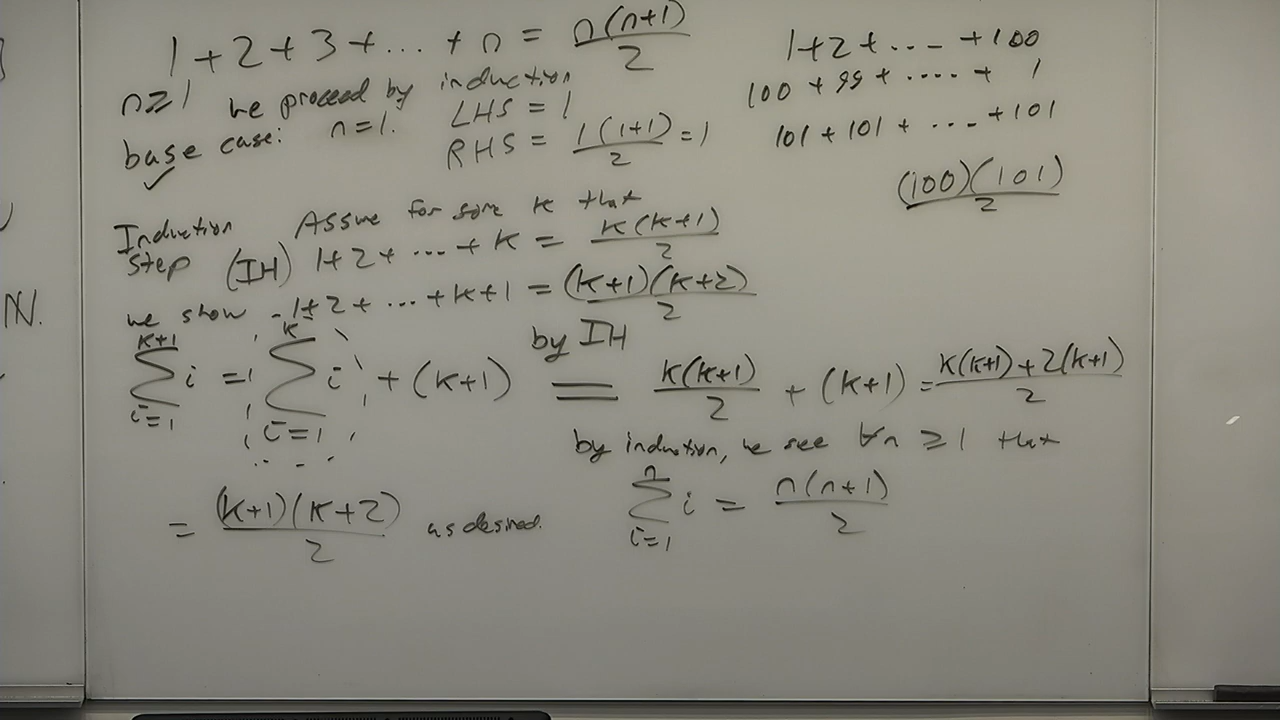 1 + 2 + 3 + ... + n = n(n+1)/2
n ≥ 1 we proceed by induction
base case: n=1. LHS = 1
RHS = 1(1+1)/2 = 1
✓
Induction step (IH) Assume for some k that
1+2+ ... + k = k(k+1)/2
we show 1+2+ ... + k+1 = (k+1)(k+2)/2
by IH
∑_{i=1}^{k+1} i = ∑_{i=1}^{k} i + (k+1) = k(k+1)/2 + (k+1) = k(k+1)+2(k+1)/2
= (k+1)(k+2)/2 as desired.
by induction, we see ∀n ≥ 1 that
∑_{i=1}^{n} i = n(n+1)/2
1+2+ ... +100
100 + 99 + .... + 1
101 + 101 + ... + 101
(100)(101)/2
N.